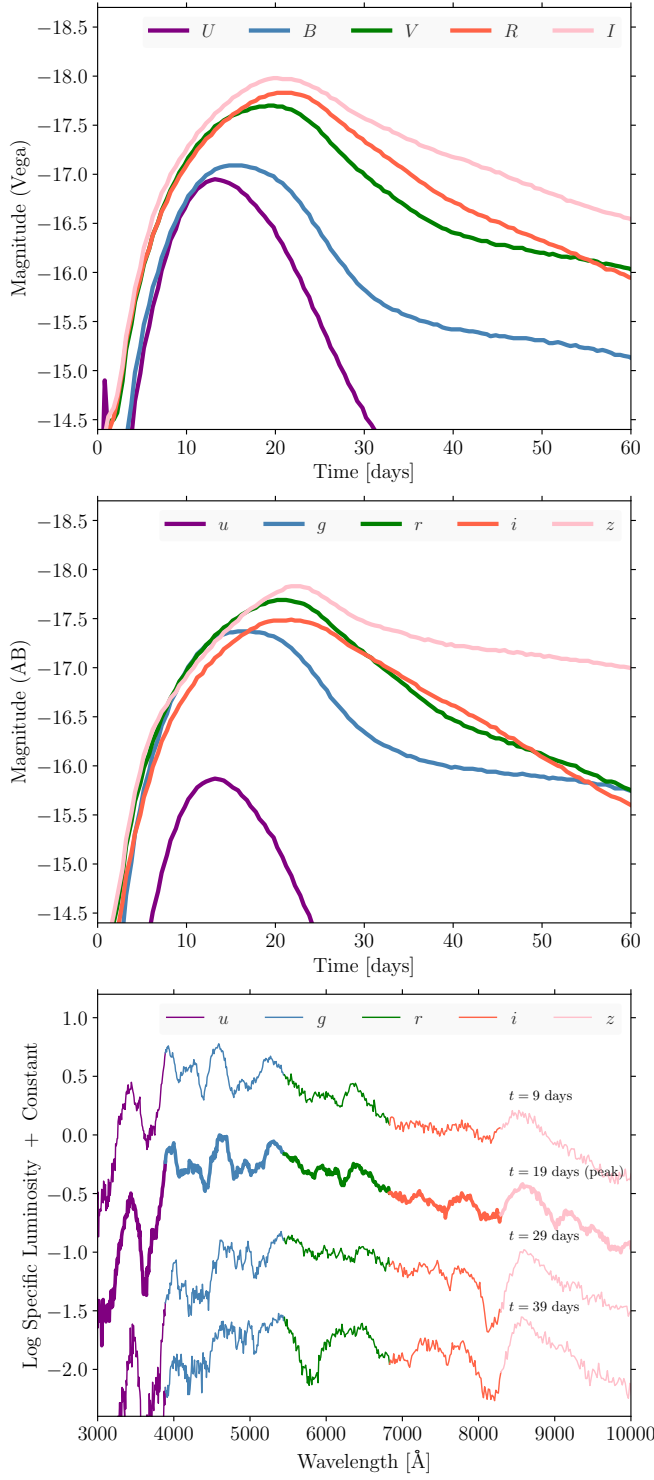 U B V R I
Magnitude (Vega)
−18.5
−18.0
−17.5
−17.0
−16.5
−16.0
−15.5
−15.0
−14.5
0 10 20 30 40 50 60
Time [days]
u g r i z
Magnitude (AB)
−18.5
−18.0
−17.5
−17.0
−16.5
−16.0
−15.5
−15.0
−14.5
0 10 20 30 40 50 60
Time [days]
u g r i z
Log Specific Luminosity + Constant
1.0
0.5
0.0
−0.5
−1.0
−1.5
−2.0
t = 9 days
t = 19 days (peak)
t = 29 days
t = 39 days
3000 4000 5000 6000 7000 8000 9000 10000
Wavelength [Å]